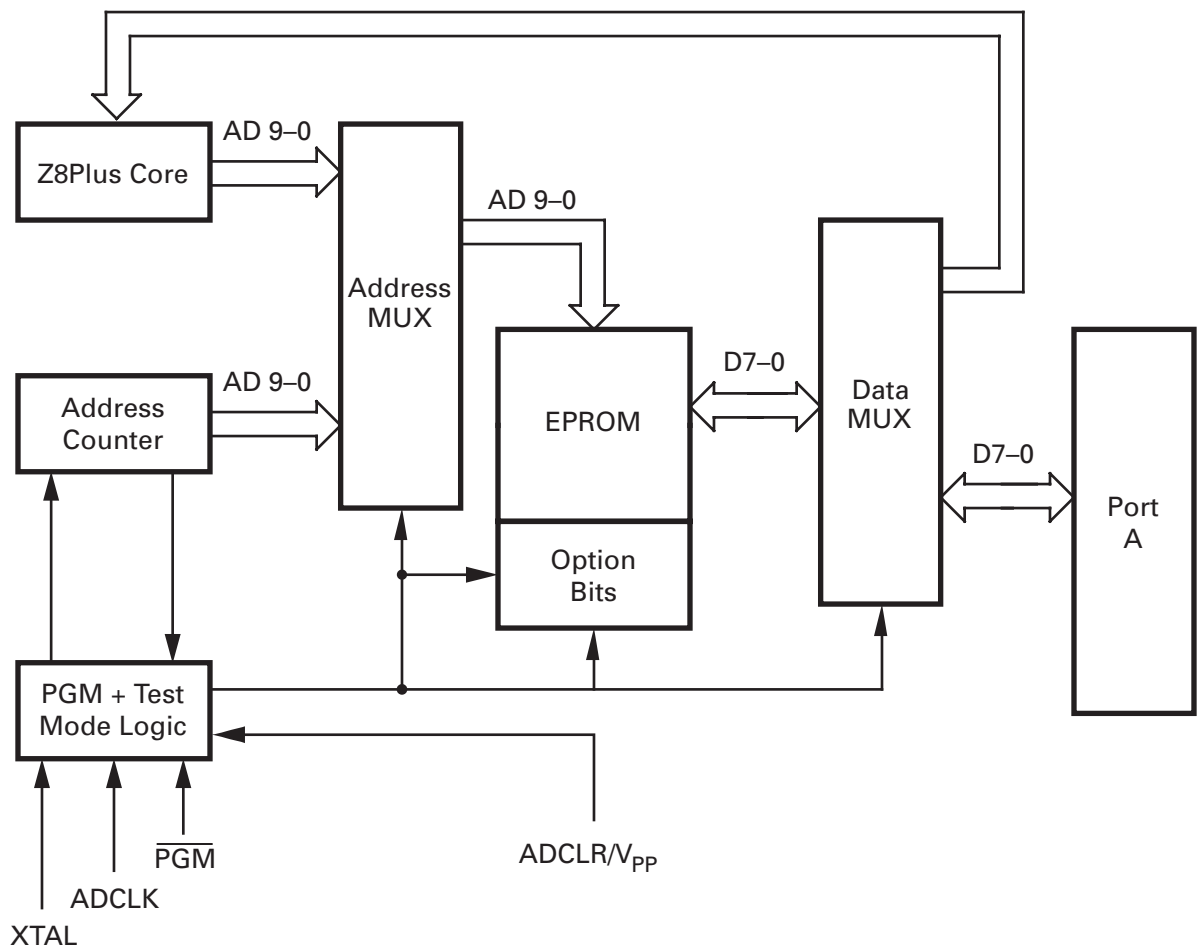 Z8Plus Core
AD 9–0
AD 9–0
Address
MUX
Address
Counter
AD 9–0
EPROM
D7–0
Data
MUX
D7–0
Port
A
Option
Bits
PGM + Test
Mode Logic
PGM
ADCLK
XTAL
ADCLR/VPP